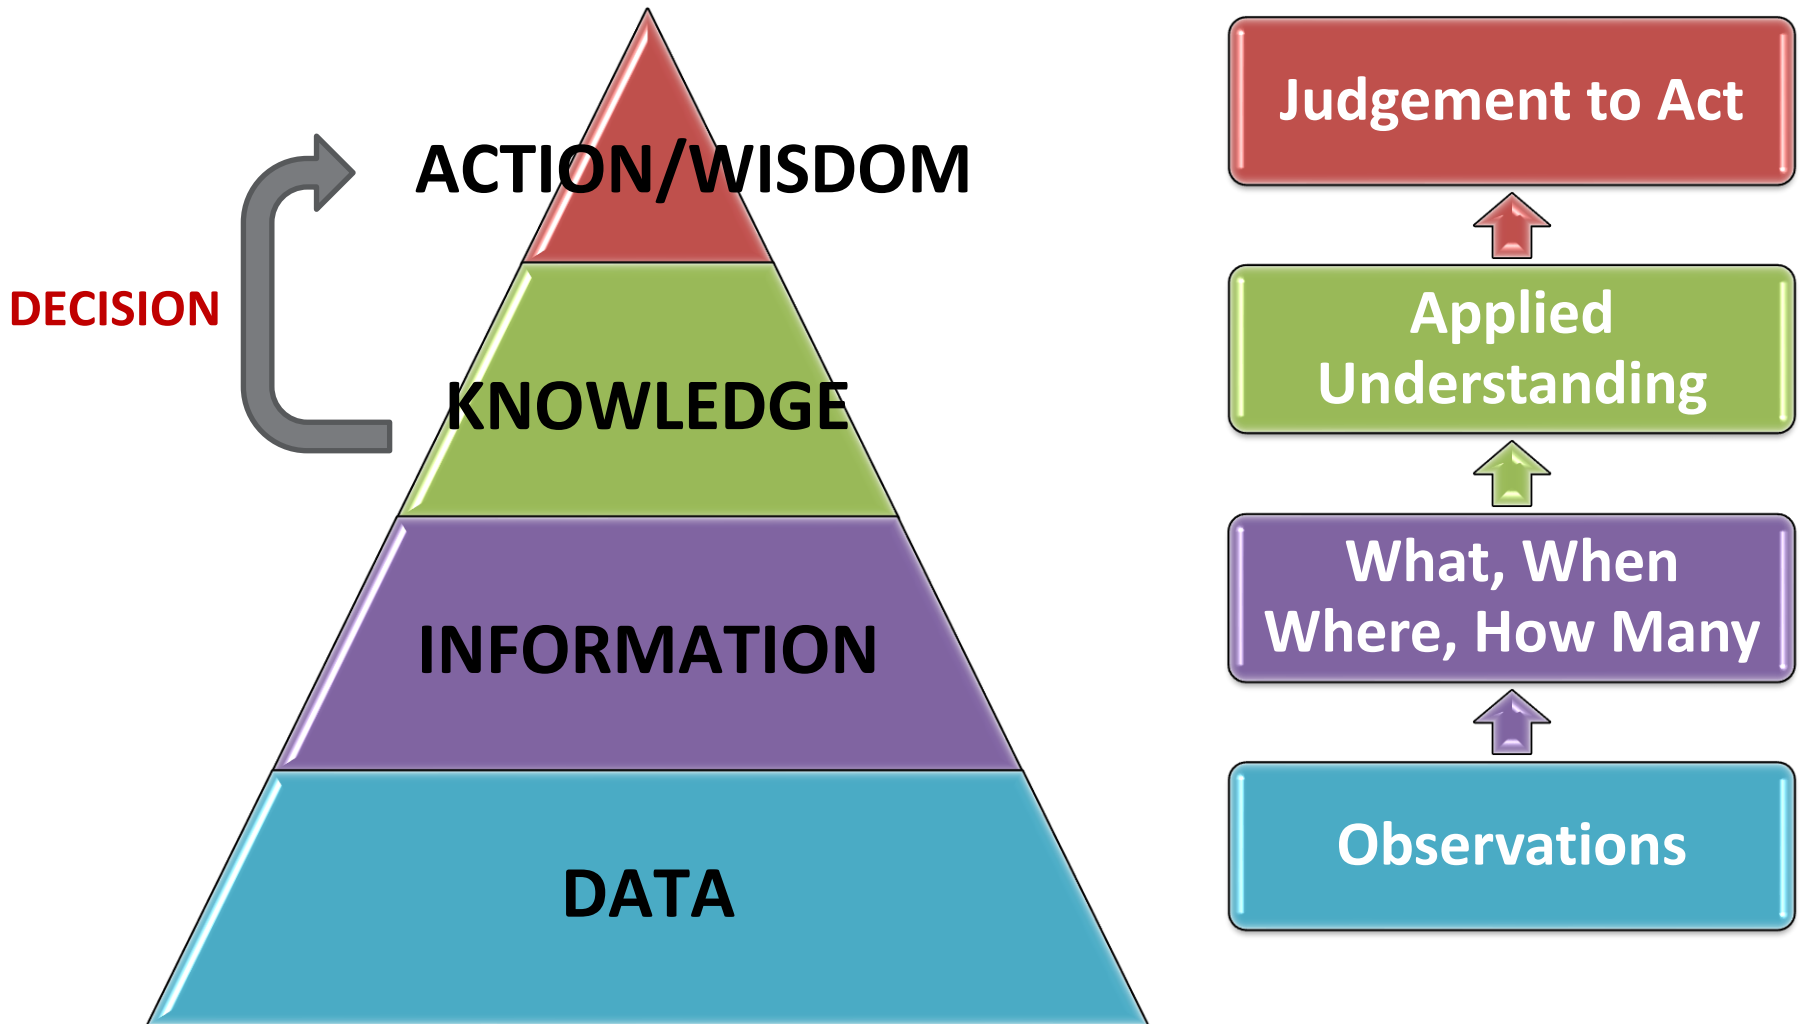 ACTION/WISDOM
DECISION
KNOWLEDGE
INFORMATION
DATA
Judgement to Act
Applied
Understanding
What, When
Where, How Many
Observations